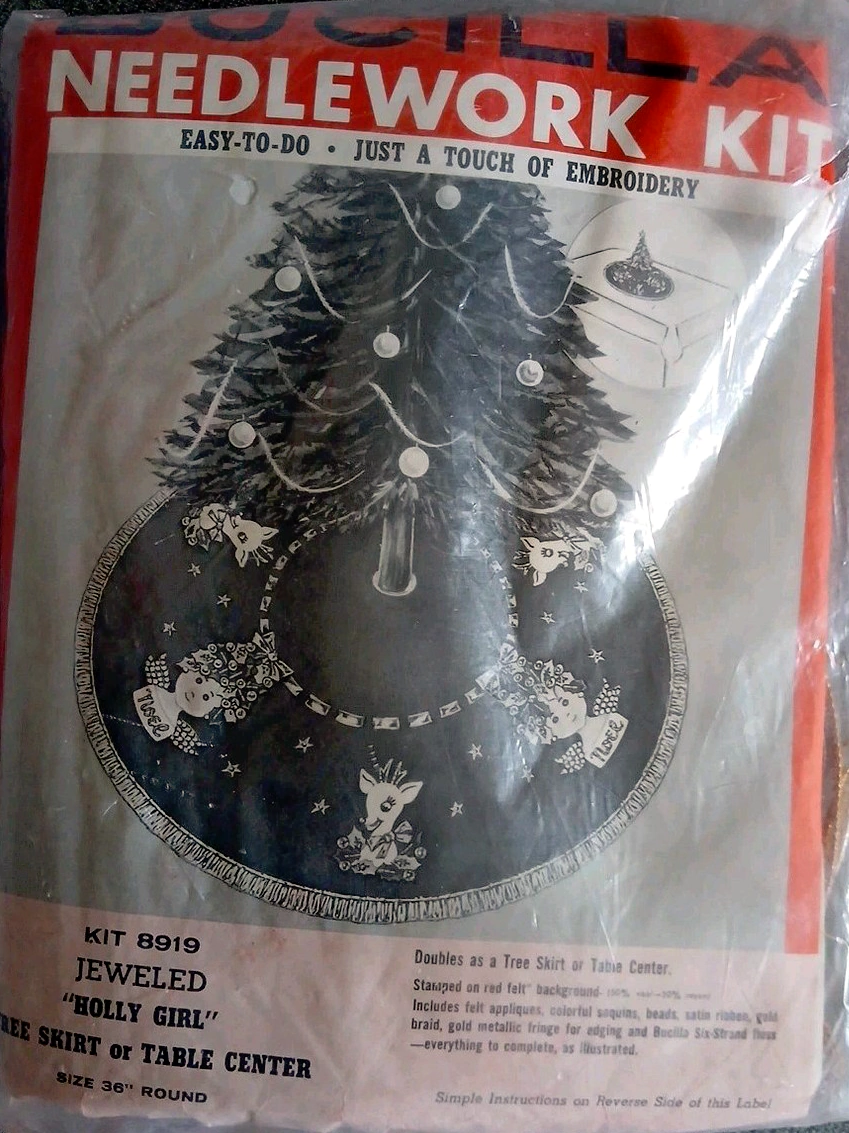 BUCILLA
NEEDLEWORK KIT
EASY-TO-DO • JUST A TOUCH OF EMBROIDERY
NOEL
NOEL
KIT 8919
JEWELED
"HOLLY GIRL"
TREE SKIRT or TABLE CENTER
SIZE 36" ROUND
Doubles as a Tree Skirt or Table Center.
Stamped on red felt* background
Includes felt appliques, colorful sequins, beads, satin ribbon, gold
braid, gold metallic fringe for edging and Bucilla Six-Strand floss
—everything to complete, as illustrated.
Simple Instructions on Reverse Side of this Label